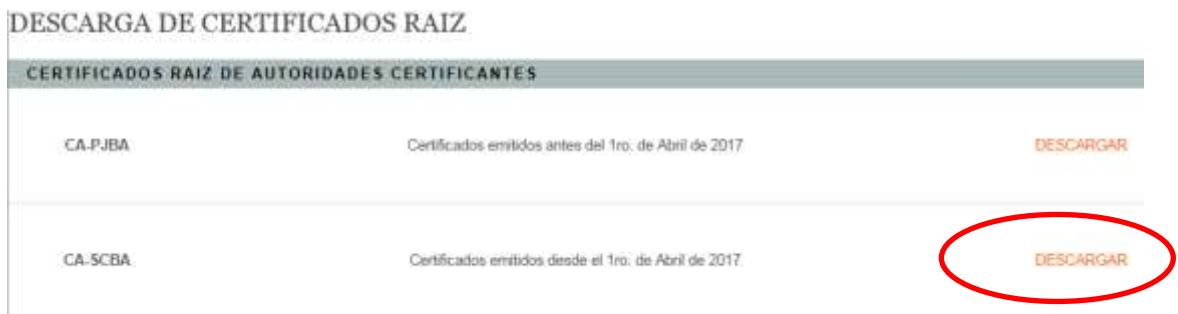 DESCARGA DE CERTIFICADOS RAIZ
CERTIFICADOS RAIZ DE AUTORIDADES CERTIFICANTES
CA-PJBA Certificados emitidos antes del 1ro. de Abril de 2017 DESCARGAR
CA-SCBA Certificados emitidos desde el 1ro. de Abril de 2017 DESCARGAR